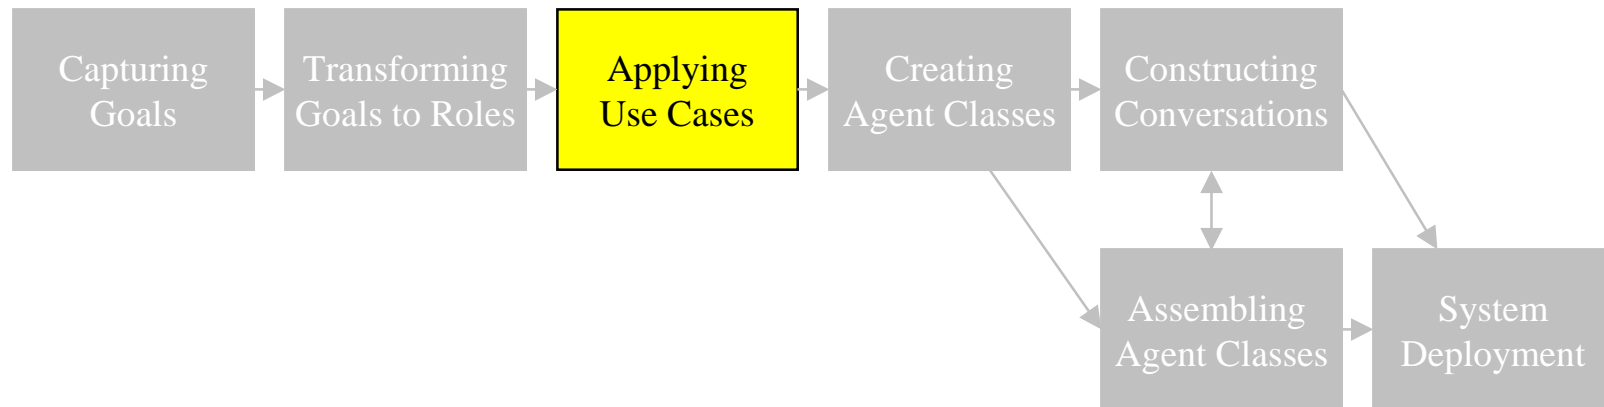 Capturing
Goals
Transforming
Goals to Roles
Applying
Use Cases
Creating
Agent Classes
Constructing
Conversations
Assembling
Agent Classes
System
Deployment